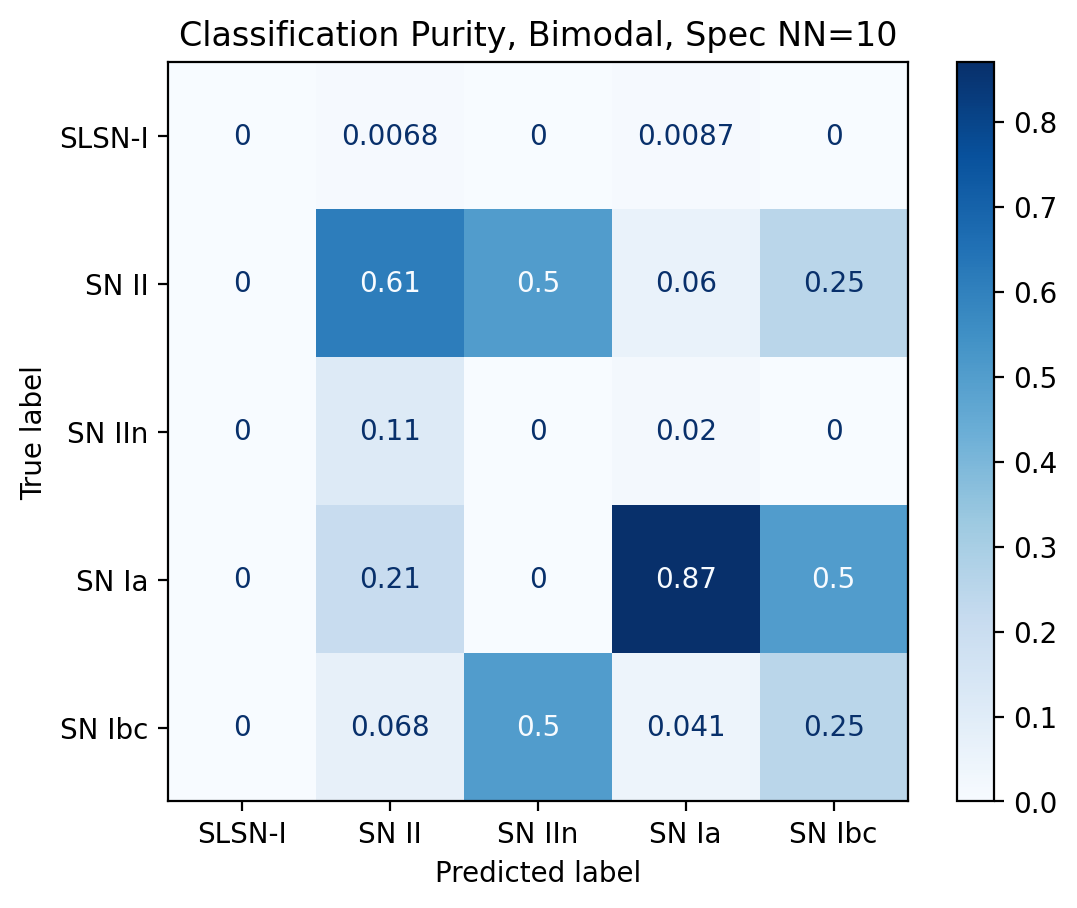 Classification Purity, Bimodal, Spec NN=10
True label
SLSN-I 0 0.0068 0 0.0087 0
SN II 0 0.61 0.5 0.06 0.25
SN IIn 0 0.11 0 0.02 0
SN Ia 0 0.21 0 0.87 0.5
SN Ibc 0 0.068 0.5 0.041 0.25
SLSN-I SN II SN IIn SN Ia SN Ibc
Predicted label
0.8
0.7
0.6
0.5
0.4
0.3
0.2
0.1
0.0